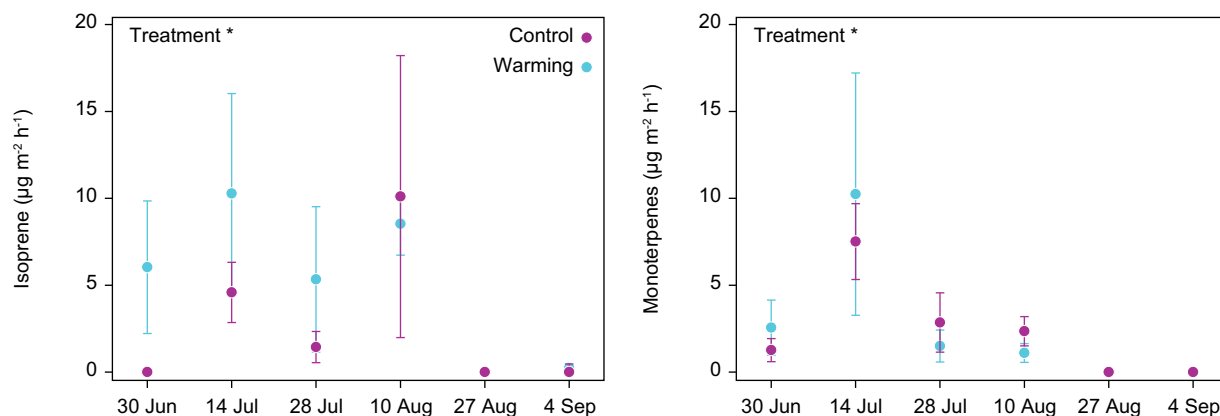 20
Treatment *
Control
Warming
15
10
5
0
Isoprene (µg m⁻² h⁻¹)
30 Jun 14 Jul 28 Jul 10 Aug 27 Aug 4 Sep
20
Treatment *
15
10
5
0
Monoterpenes (µg m⁻² h⁻¹)
30 Jun 14 Jul 28 Jul 10 Aug 27 Aug 4 Sep